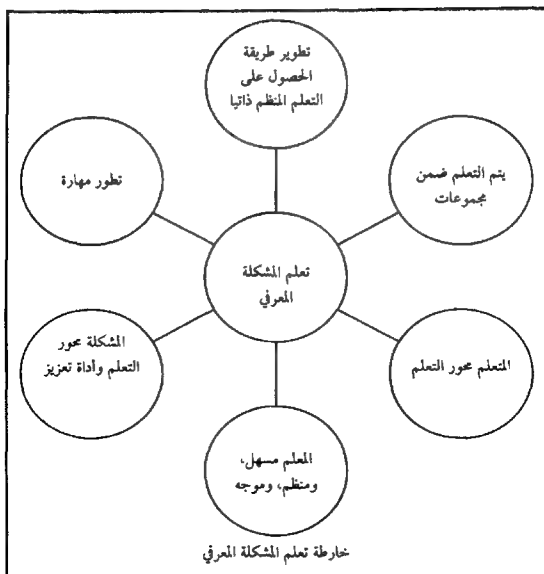 تطوير طريقة
الحصول على
التعلم المنظم ذاتيا
يتم التعلم ضمن
مجموعات
تطور مهارة
تعلم المشكلة
المعرفي
المتعلم محور التعلم
المشكلة محور
التعلم وأداة تعزيز
المعلم مسهل،
ومنظم، وموجه
خارطة تعلم المشكلة المعرفي